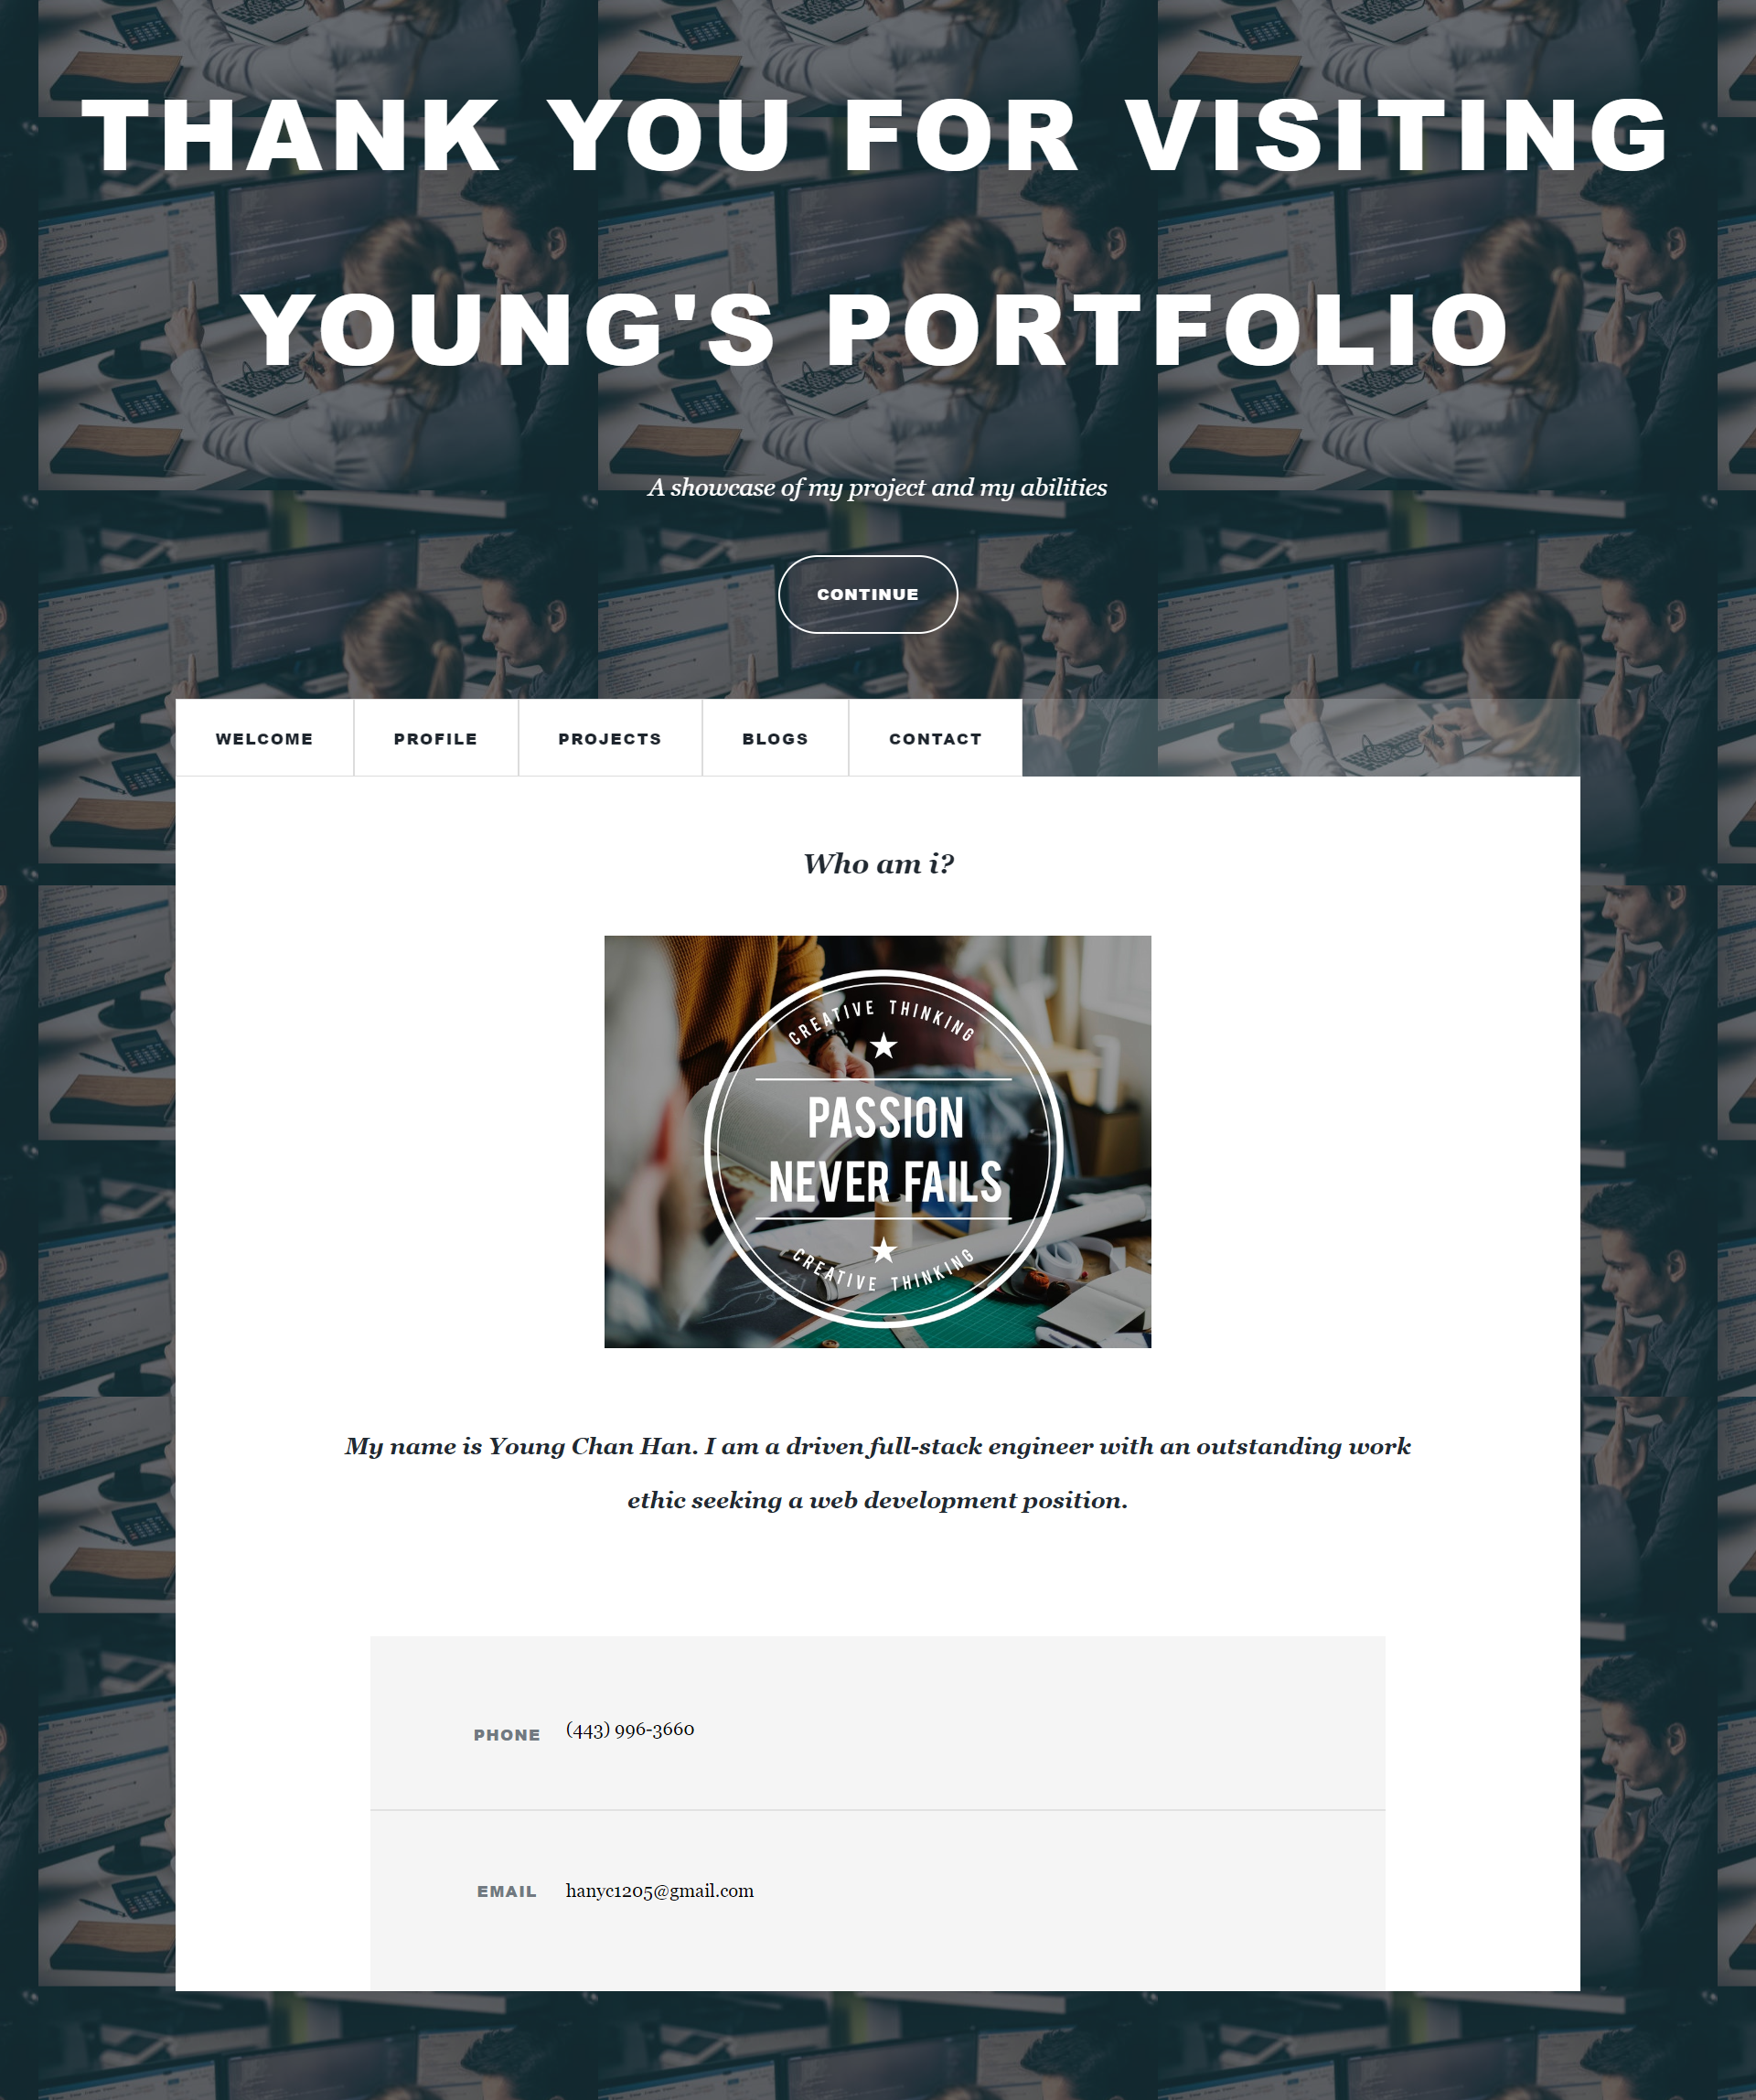 THANK YOU FOR VISITING
YOUNG'S PORTFOLIO
A showcase of my project and my abilities
CONTINUE
WELCOME PROFILE PROJECTS BLOGS CONTACT
Who am i?
CREATIVE THINKING
PASSION
NEVER FAILS
CREATIVE THINKING
My name is Young Chan Han. I am a driven full-stack engineer with an outstanding work
ethic seeking a web development position.
PHONE (443) 996-3660
EMAIL hanyc1205@gmail.com